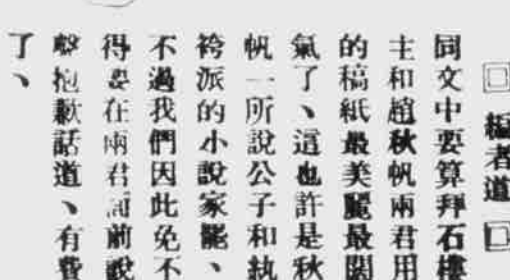 □編者道□
同文中要算拜石樓
主和趙秋帆兩君用
的稿紙最美麗最闊
氣了、這也許是秋
帆一所說公子和紈
袴派的小說家罷、
不過我們因此免不
得要在兩君面前說
聲抱歉話道、有費
了、